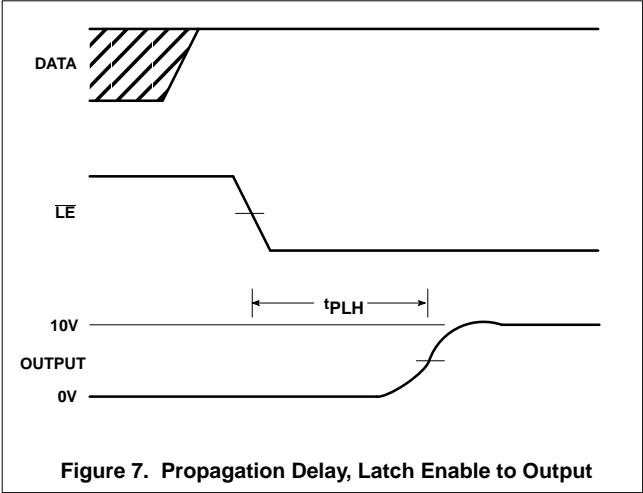 DATA
LE
tPLH
10V
OUTPUT
0V
Figure 7. Propagation Delay, Latch Enable to Output